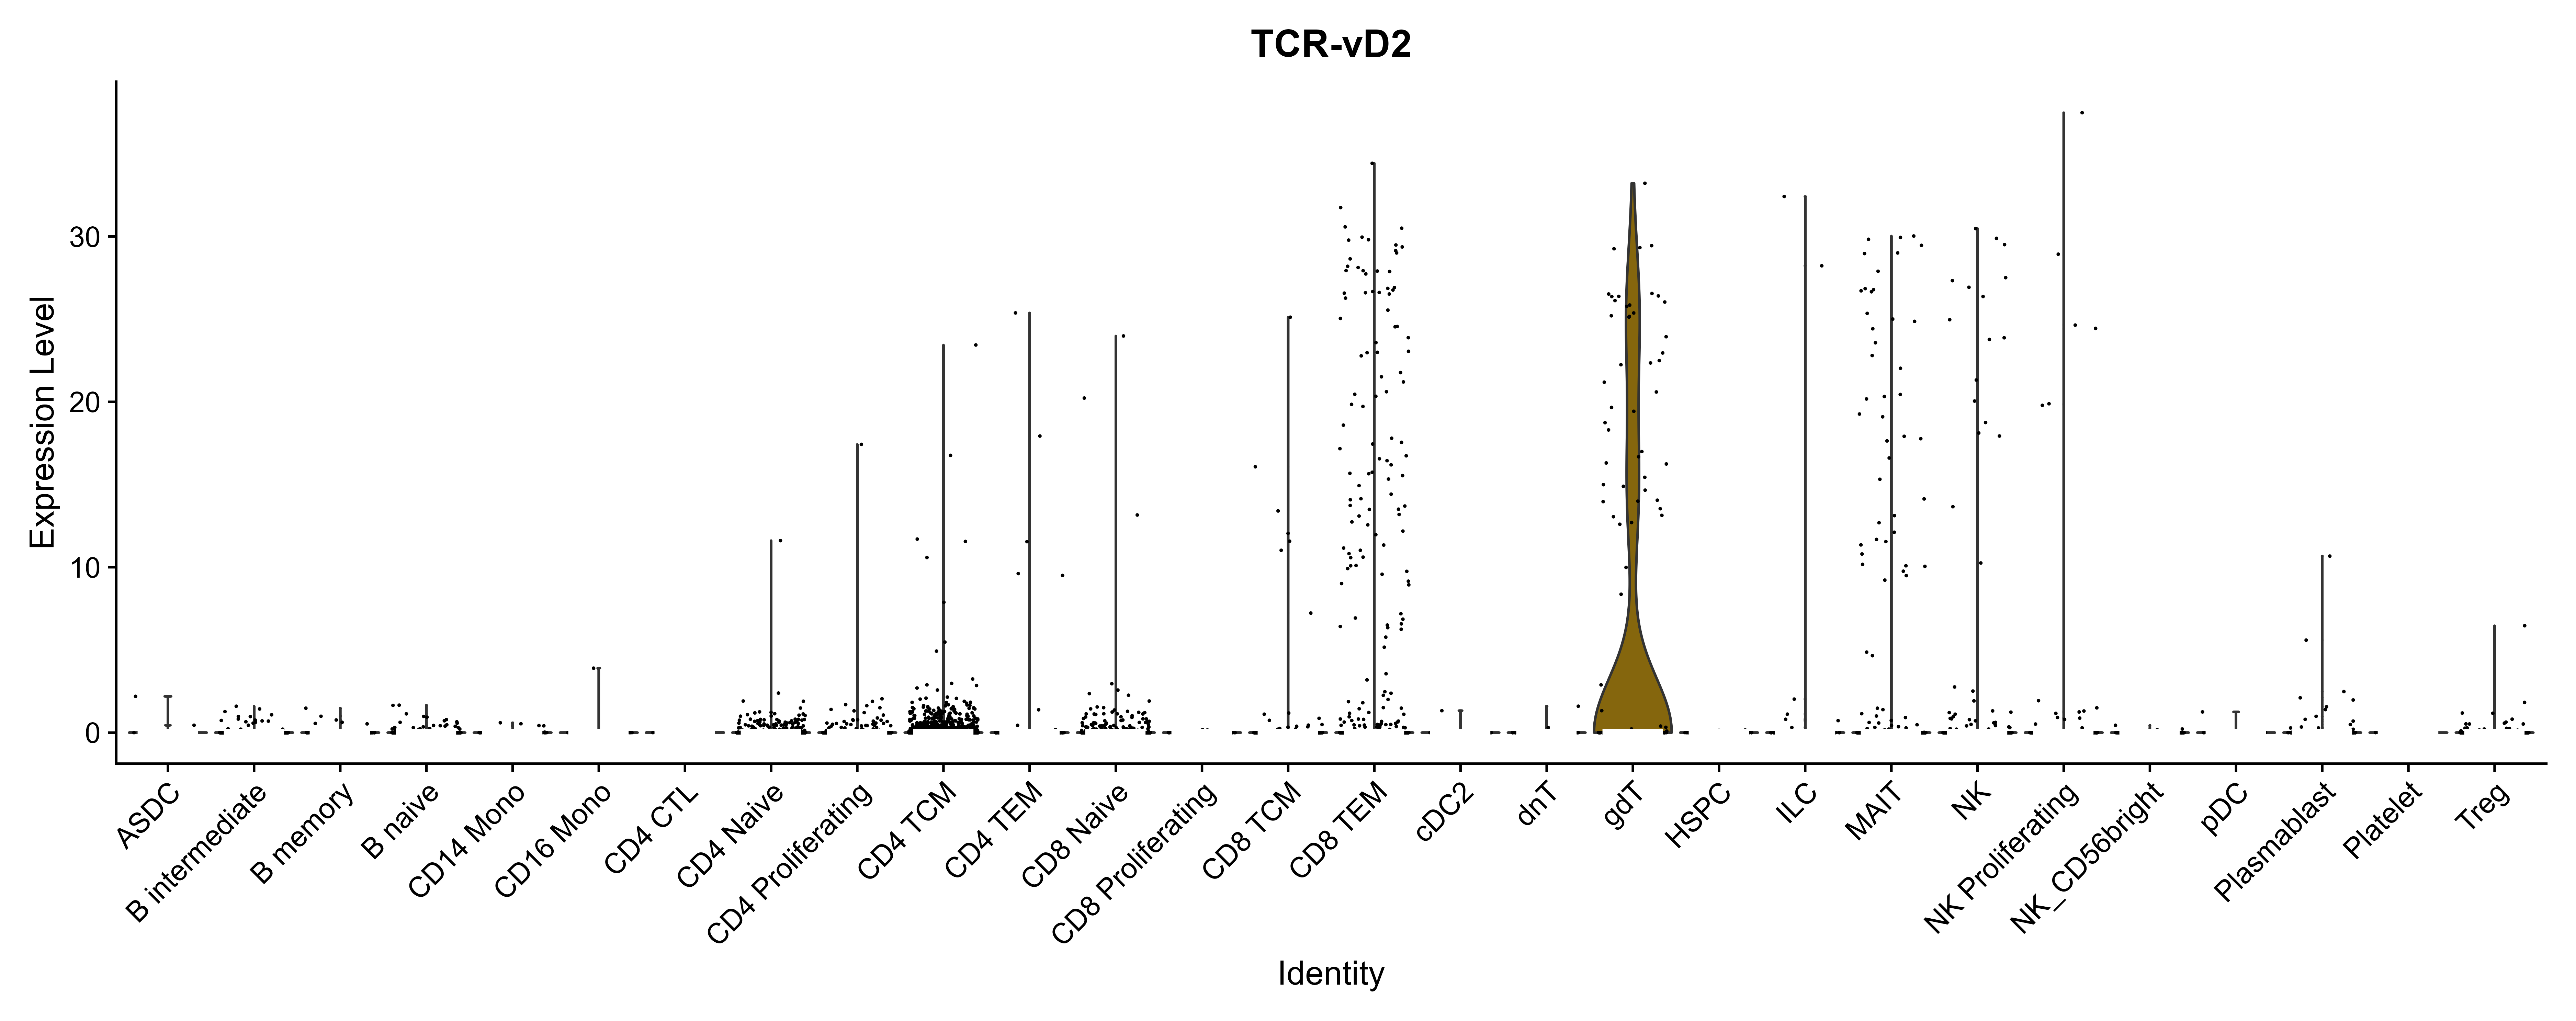 TCR-vD2
Expression Level
30
20
10
0
ASDC
B intermediate
B memory
B naive
CD14 Mono
CD16 Mono
CD4 CTL
CD4 Naive
CD4 Proliferating
CD4 TCM
CD4 TEM
CD8 Naive
CD8 Proliferating
CD8 TCM
CD8 TEM
cDC2
dnT
gdT
HSPC
ILC
MAIT
NK
NK Proliferating
NK_CD56bright
pDC
Plasmablast
Platelet
Treg
Identity